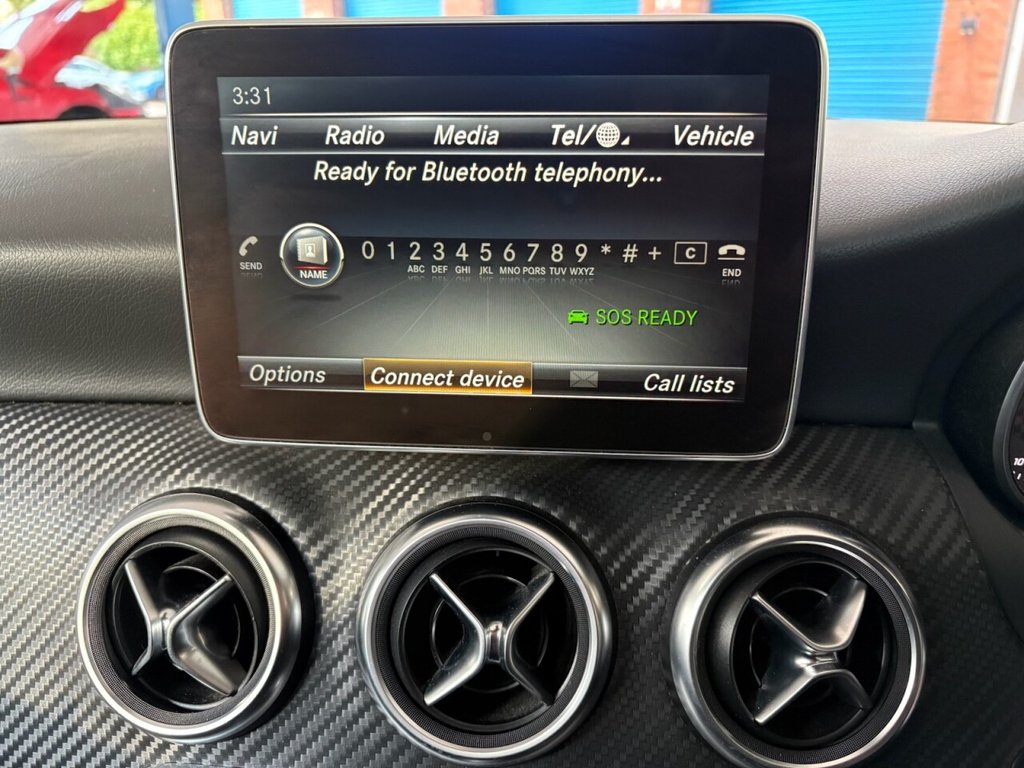 3:31
Navi Radio Media Tel/ Vehicle
Ready for Bluetooth telephony...
SEND NAME 0 1 2 3 4 5 6 7 8 9 * # + C END
ABC DEF GHI JKL MNO PQRS TUV WXYZ
SOS READY
Options Connect device Call lists